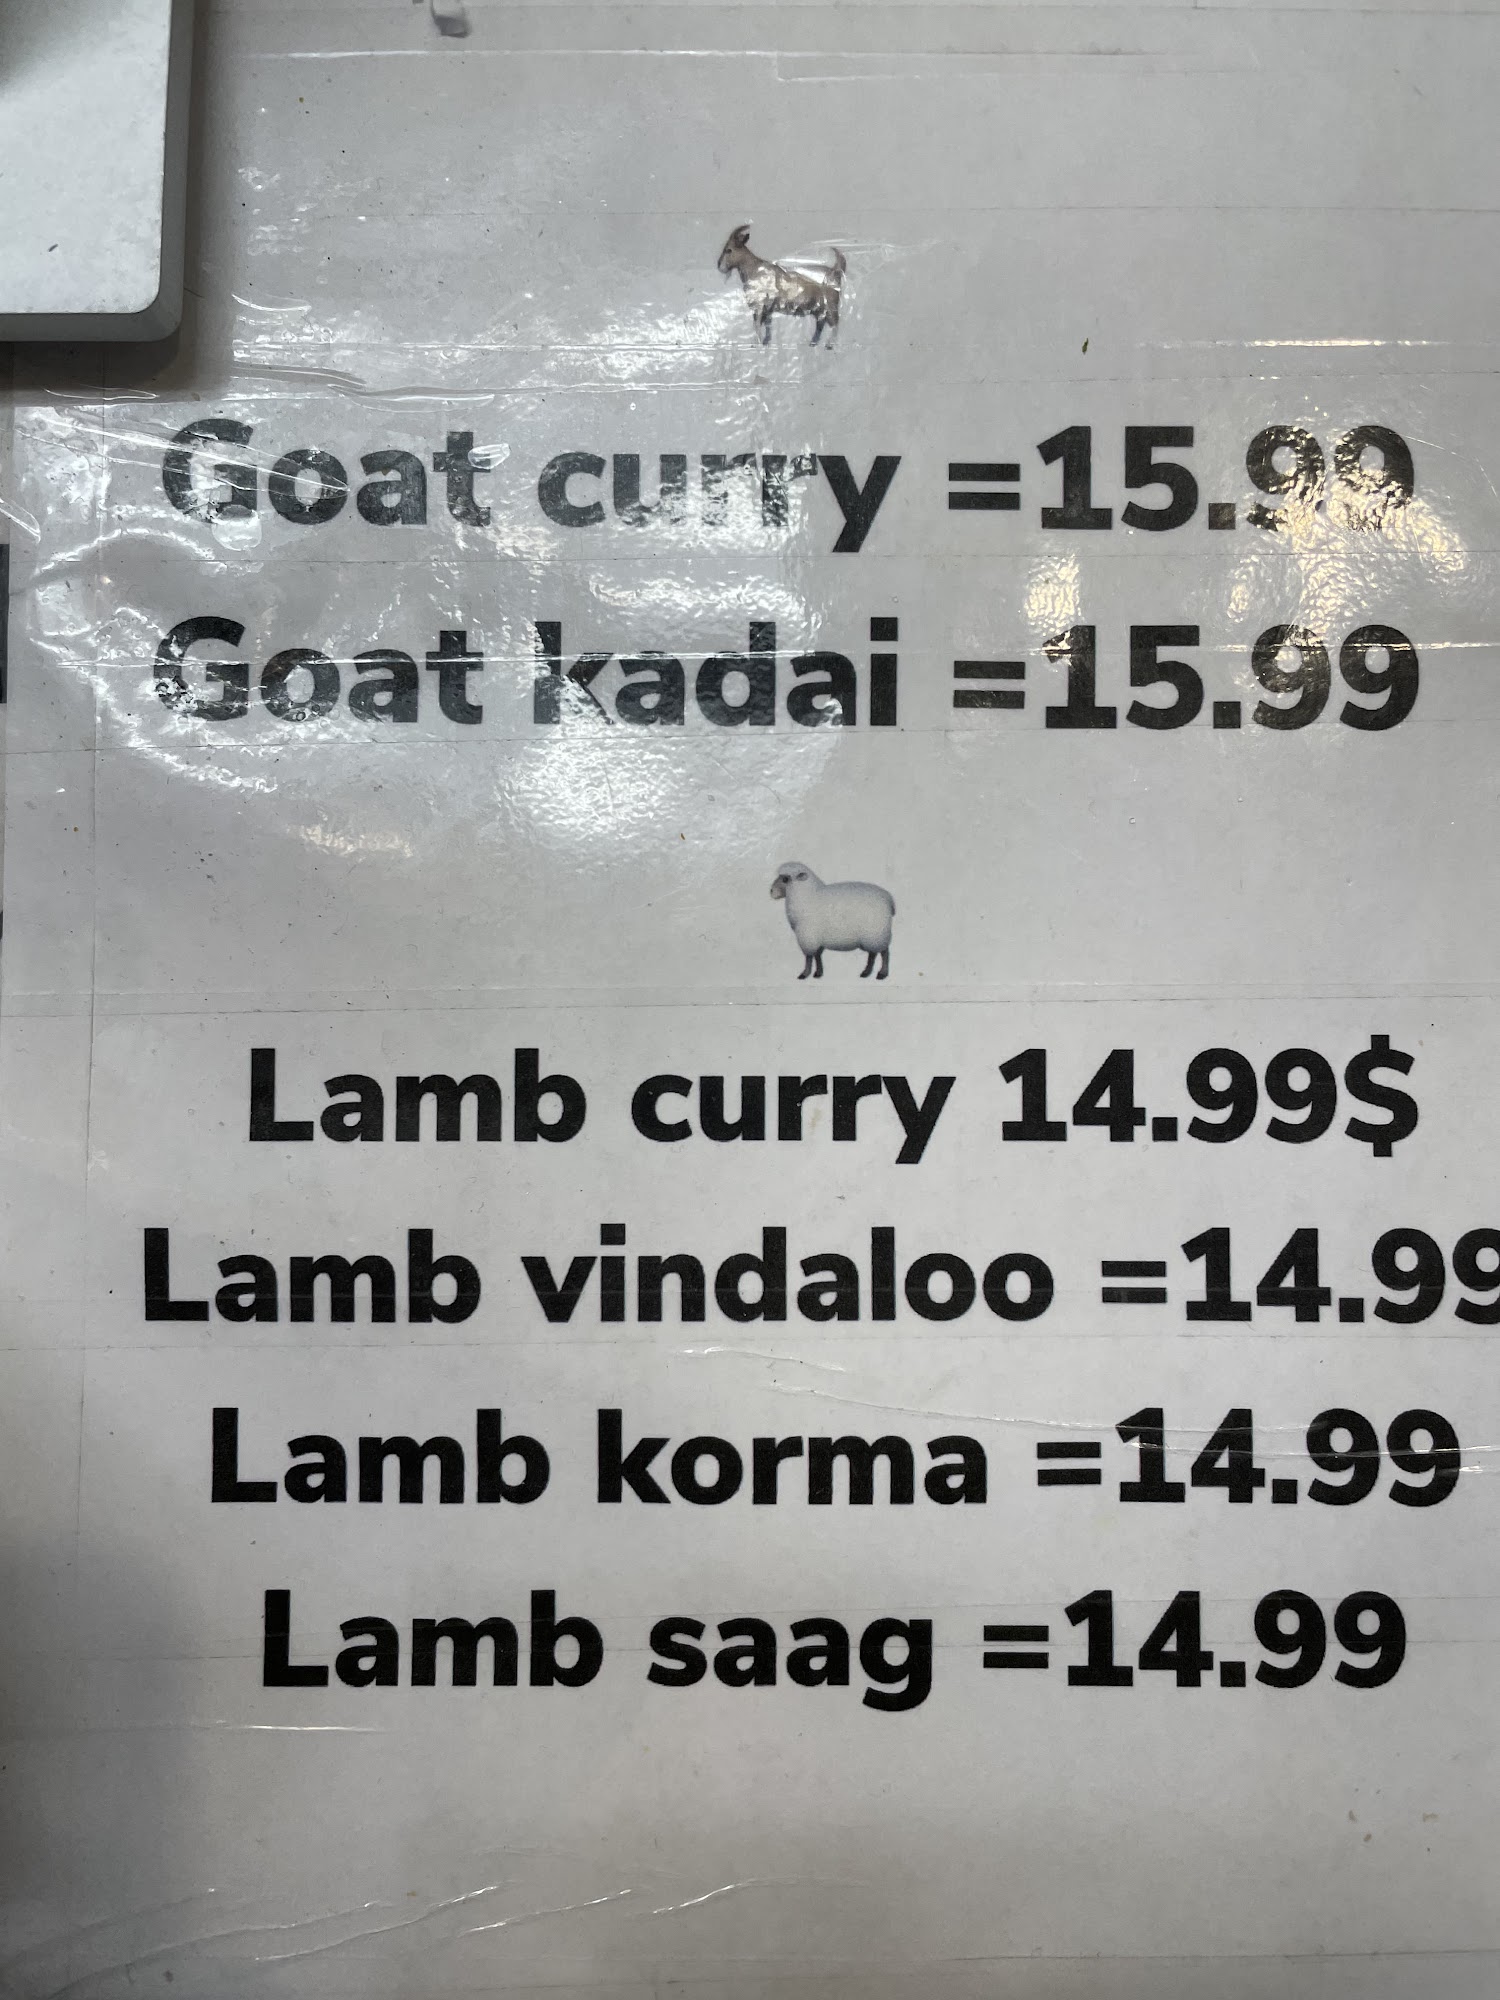 Goat curry =15.99
Goat kadai =15.99
Lamb curry 14.99$
Lamb vindaloo =14.99
Lamb korma =14.99
Lamb saag =14.99